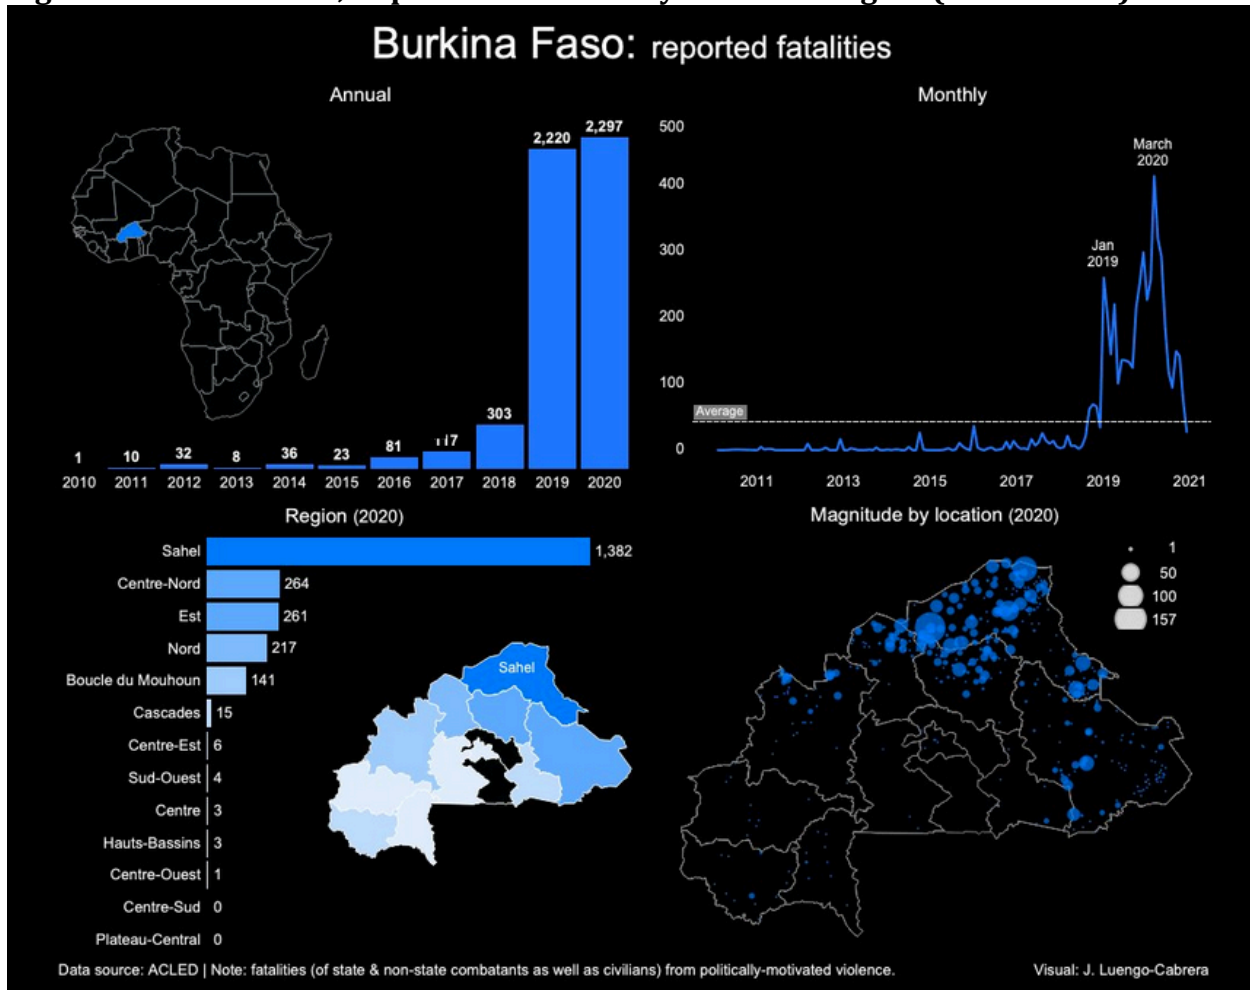 Burkina Faso: reported fatalities
Annual
1
10
32
8
36
23
81
117
303
2,220
2,297
2010 2011 2012 2013 2014 2015 2016 2017 2018 2019 2020
Monthly
500
400
300
200
100
0
Average
Jan
2019
March
2020
2011 2013 2015 2017 2019 2021
Region (2020)
Sahel 1,382
Centre-Nord 264
Est 261
Nord 217
Boucle du Mouhoun 141
Cascades 15
Centre-Est 6
Sud-Ouest 4
Centre 3
Hauts-Bassins 3
Centre-Ouest 1
Centre-Sud 0
Plateau-Central 0
Sahel
Magnitude by location (2020)
1
50
100
157
Data source: ACLED | Note: fatalities (of state & non-state combatants as well as civilians) from politically-motivated violence.
Visual: J. Luengo-Cabrera